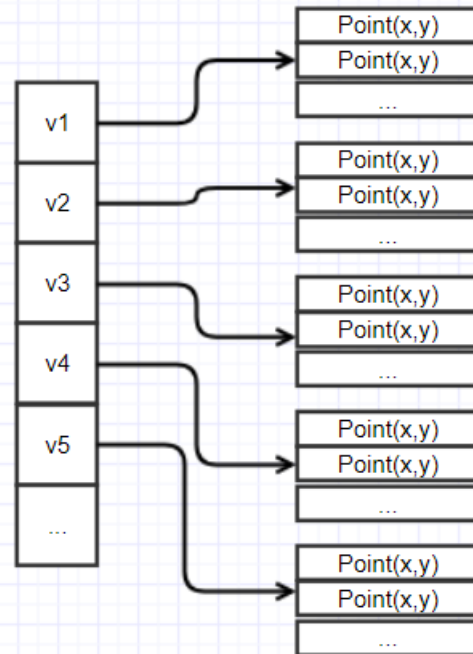 v1
v2
v3
v4
v5
...
Point(x,y)
Point(x,y)
...
Point(x,y)
Point(x,y)
...
Point(x,y)
Point(x,y)
...
Point(x,y)
Point(x,y)
...
Point(x,y)
Point(x,y)
...